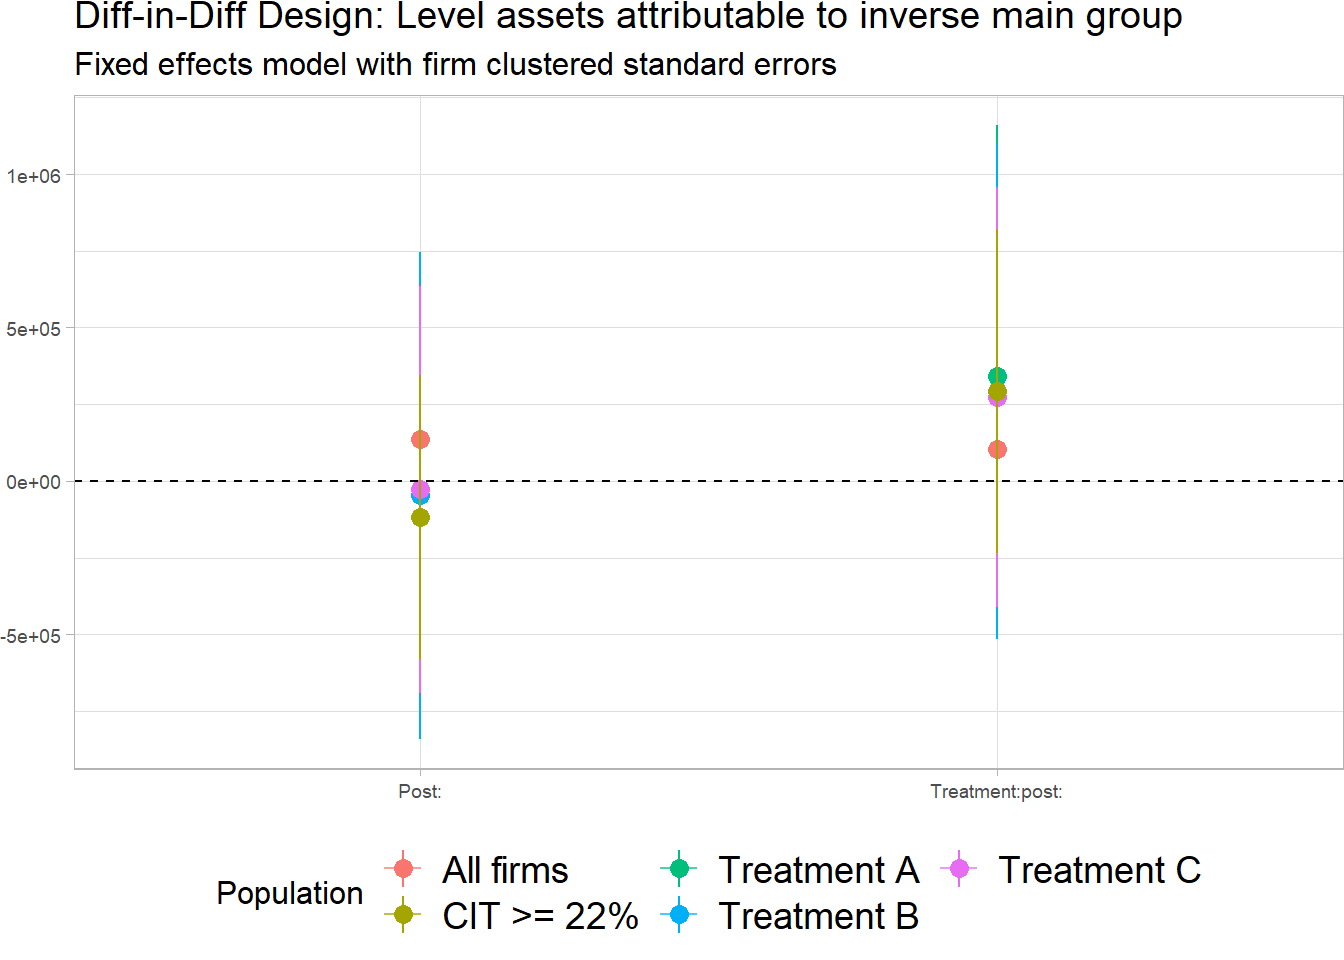 Diff-in-Diff Design: Level assets attributable to inverse main group
Fixed effects model with firm clustered standard errors
1e+06
5e+05
0e+00
-5e+05
Post:
Treatment:post:
Population
All firms
CIT >= 22%
Treatment A
Treatment B
Treatment C